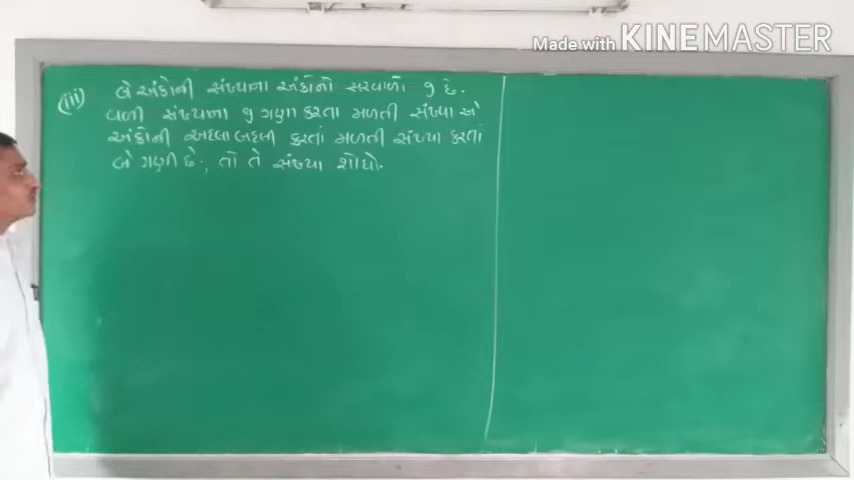 Made with KINEMASTER
(iii) બે અંકોની સંખ્યાના અંકોનો સરવાળો 9 છે.
વળી સંખ્યાના 9 ગણા કરતા મળતી સંખ્યા એ
અંકોની અદલાબદલી કરતાં મળતી સંખ્યા કરતાં
બે ગણી છે., તો તે સંખ્યા શોધો.